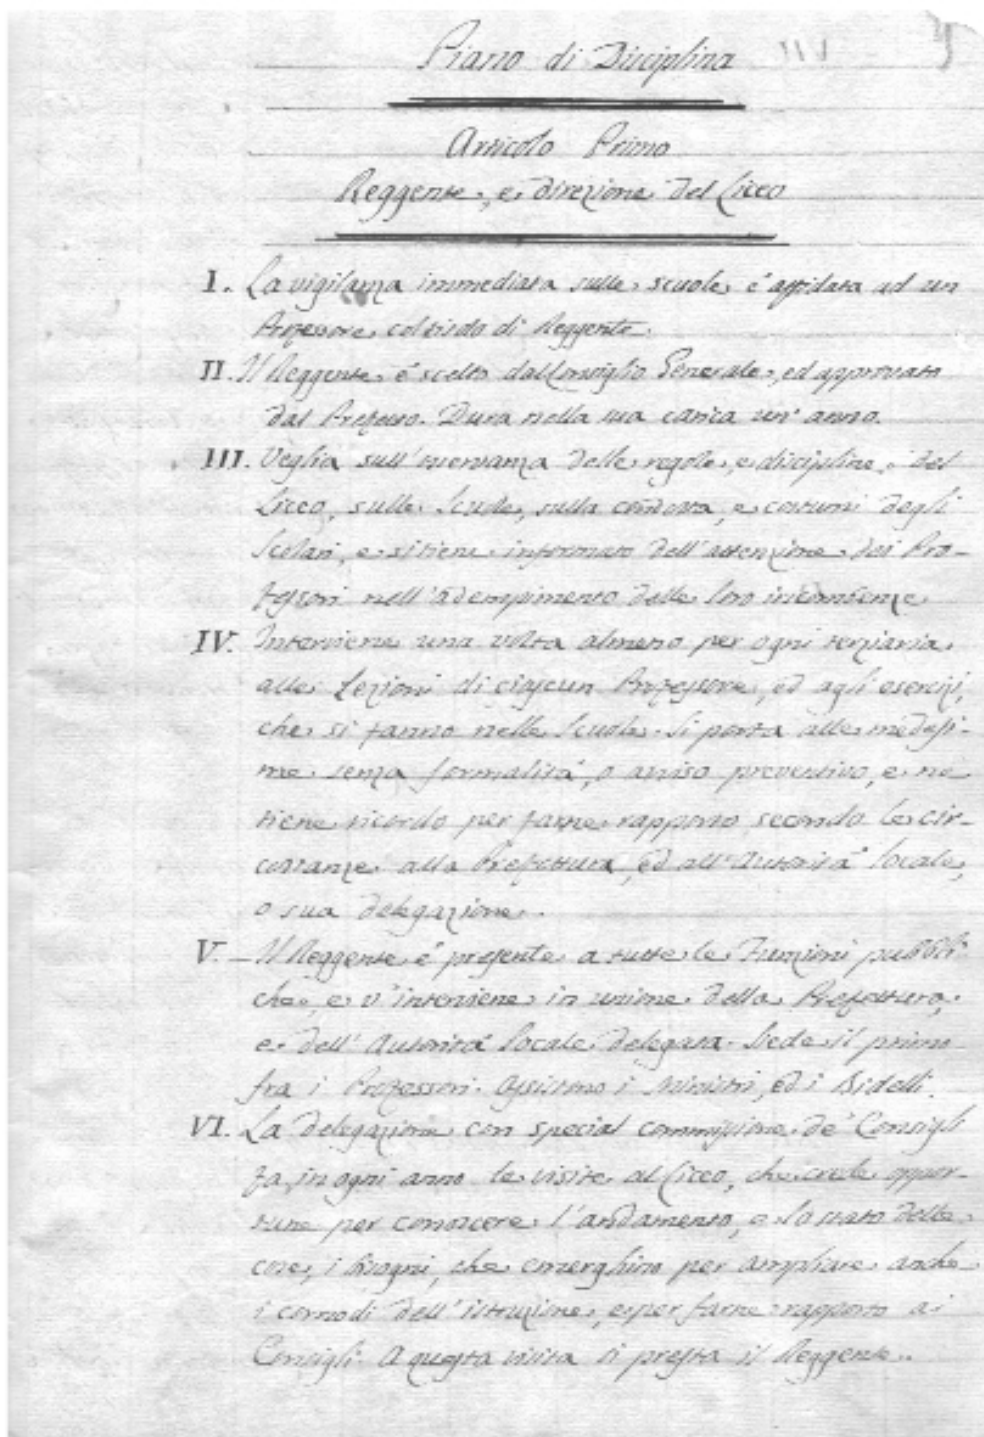 Piano di Disciplina
Articolo Primo
Reggente, e direzione del Liceo
I. La vigilanza immediata sulle scuole è affidata ad un
Professore col titolo di Reggente.
II. Il Reggente è scelto dal Consiglio Generale, ed approvato
dal Prefetto. Dura nella sua carica un' anno.
III. Veglia sull'osservanza delle regole, e discipline del
Liceo, sulle Scuole, sulla condotta, e costumi degli
Scolari, e si tiene informato dell'attenzione dei Pro-
fessori nell'adempimento delle loro incombenze
IV. Interviene una volta almeno per ogni terziaria
alle Lezioni di ciascun Professore, ed agli esercizj,
che si fanno nelle Scuole. Si porta alle medesi-
me senza formalità, o avviso preventivo, e ne
tiene ricordo per farne rapporto secondo le cir-
costanze alla Prefettura, ed all'Autorità locale,
o sua delegazione.
V. Il Reggente è presente a tutte le Funzioni pubbli-
che, e v'interviene in unione della Prefettura,
e dell'Autorità locale delegata. Siede il primo
fra i Professori. Assistono i Ministri, ed i Bidelli.
VI. La delegazione con special commissione de' Consigli
fa in ogni anno le visite al Liceo, che crede oppor-
tune per conoscere l'andamento, e lo stato delle
cose, i bisogni, che emerghino per ampliare anche
i comodi dell'istruzione, e per farne rapporto ai
Consigli. A questa visita si presta il Reggente.